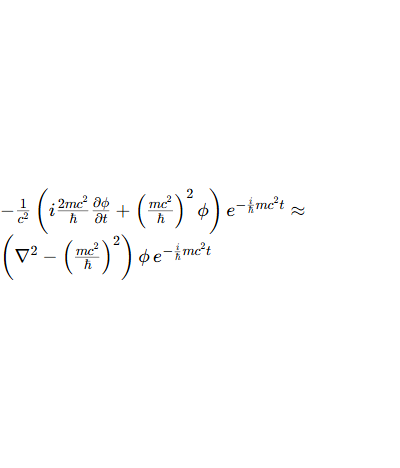 $-\frac{1}{c^2}\left(i\frac{2mc^2}{\hbar}\frac{\partial\phi}{\partial t}+\left(\frac{mc^2}{\hbar}\right)^2\phi\right)e^{-\frac{i}{\hbar}mc^2t}\approx$
$\left(\nabla^2-\left(\frac{mc^2}{\hbar}\right)^2\right)\phi\,e^{-\frac{i}{\hbar}mc^2t}$